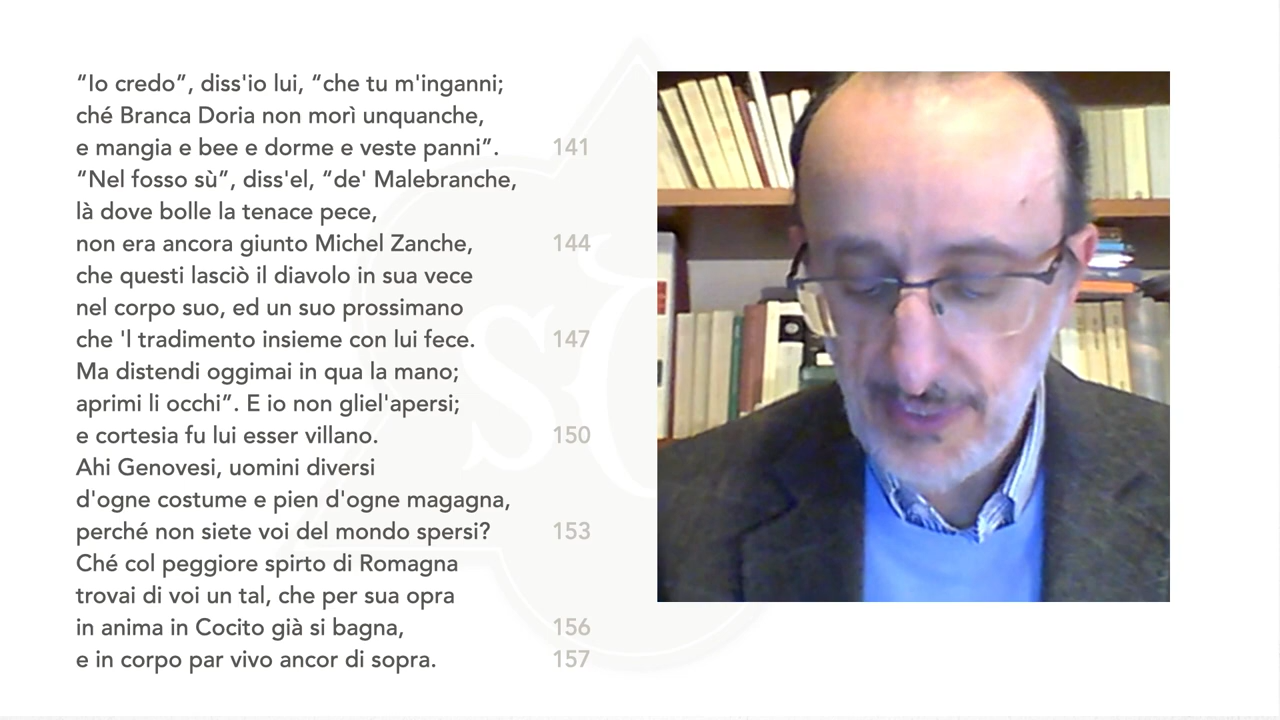 “Io credo”, diss'io lui, “che tu m'inganni;
ché Branca Doria non morì unquanche,
e mangia e bee e dorme e veste panni”. 141
“Nel fosso sù”, diss'el, “de' Malebranche,
là dove bolle la tenace pece,
non era ancora giunto Michel Zanche, 144
che questi lasciò il diavolo in sua vece
nel corpo suo, ed un suo prossimano
che 'l tradimento insieme con lui fece. 147
Ma distendi oggimai in qua la mano;
aprimi li occhi”. E io non gliel'apersi;
e cortesia fu lui esser villano. 150
Ahi Genovesi, uomini diversi
d'ogne costume e pien d'ogne magagna,
perché non siete voi del mondo spersi? 153
Ché col peggiore spirto di Romagna
trovai di voi un tal, che per sua opra
in anima in Cocito già si bagna, 156
e in corpo par vivo ancor di sopra. 157